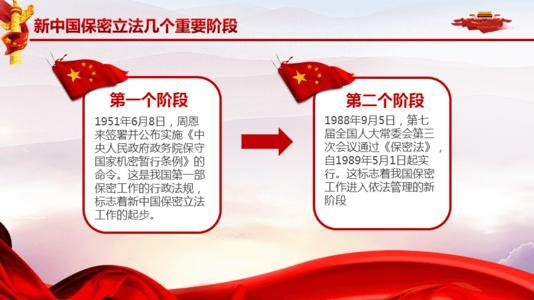 新中国保密立法几个重要阶段
第一个阶段
1951年6月8日，周恩
来签署并公布实施《中
央人民政府政务院保守
国家机密暂行条例》的
命令。这是我国第一部
保密工作的行政法规，
标志着新中国保密立法
工作的起步。
第二个阶段
1988年9月5日，第七
届全国人大常委会第三
次会议通过《保密法》，
自1989年5月1日起实
行。这标志着我国保密
工作进入依法管理的新
阶段